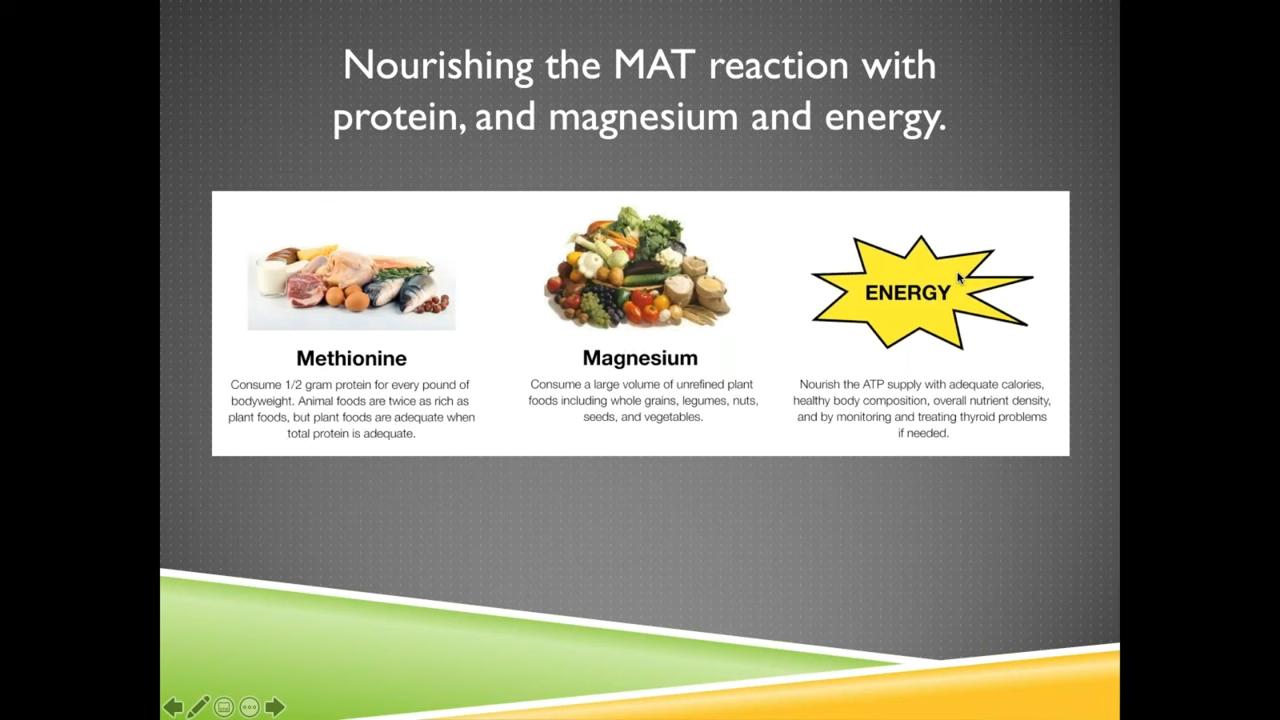 Nourishing the MAT reaction with
protein, and magnesium and energy.
ENERGY
Methionine
Consume 1/2 gram protein for every pound of
bodyweight. Animal foods are twice as rich as
plant foods, but plant foods are adequate when
total protein is adequate.
Magnesium
Consume a large volume of unrefined plant
foods including whole grains, legumes, nuts,
seeds, and vegetables.
Nourish the ATP supply with adequate calories,
healthy body composition, overall nutrient density,
and by monitoring and treating thyroid problems
if needed.